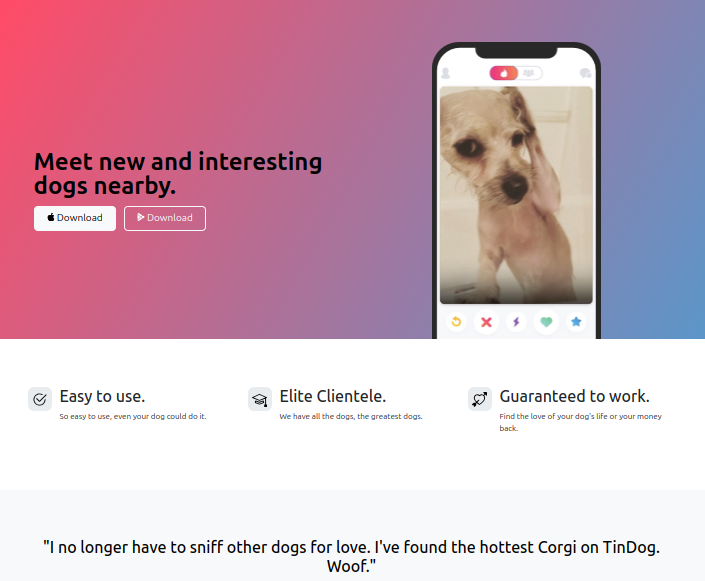 Meet new and interesting
dogs nearby.
Download
Download
Easy to use.
So easy to use, even your dog could do it.
Elite Clientele.
We have all the dogs, the greatest dogs.
Guaranteed to work.
Find the love of your dog's life or your money
back.
"I no longer have to sniff other dogs for love. I've found the hottest Corgi on TinDog.
Woof."